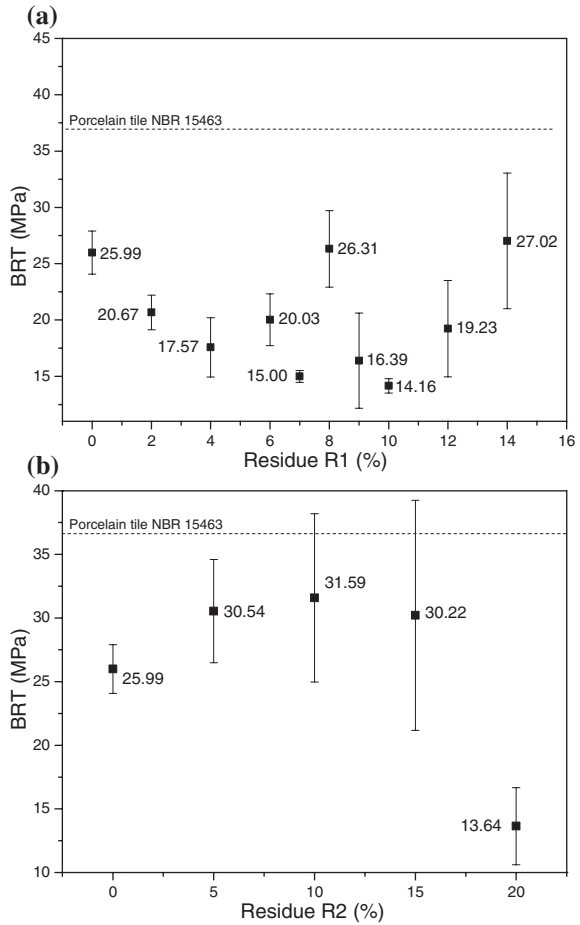 (a)
45
40
Porcelain tile NBR 15463
35
30
25
20
15
BRT (MPa)
25.99
20.67
17.57
20.03
15.00
26.31
16.39
14.16
19.23
27.02
0 2 4 6 8 10 12 14 16
Residue R1 (%)
(b)
40
Porcelain tile NBR 15463
35
30
25
20
15
10
BRT (MPa)
25.99
30.54
31.59
30.22
13.64
0 5 10 15 20
Residue R2 (%)